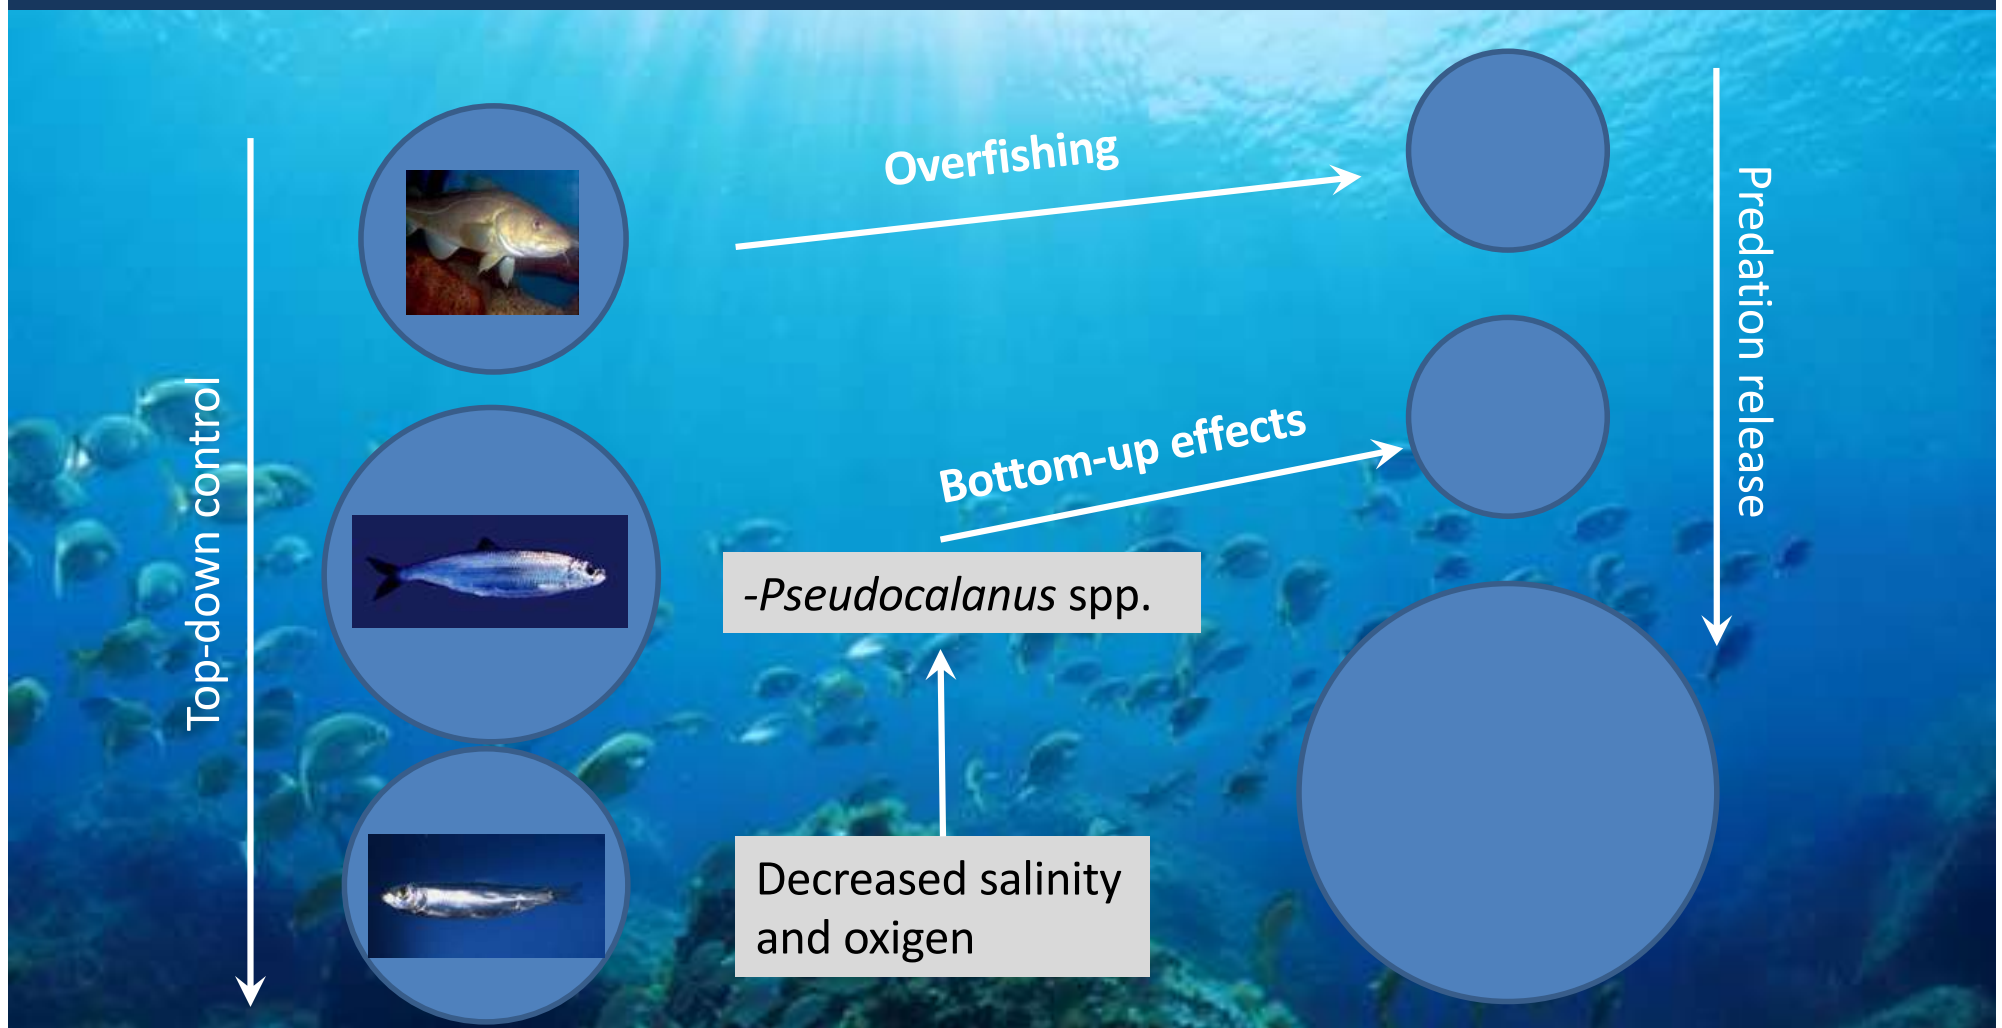 Overfishing
Predation release
Top-down control
Bottom-up effects
-Pseudocalanus spp.
Decreased salinity
and oxigen